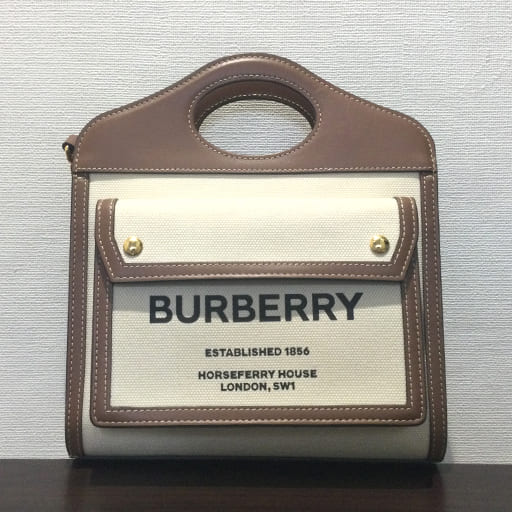 BURBERRY
ESTABLISHED 1856
HORSEFERRY HOUSE
LONDON, SW1